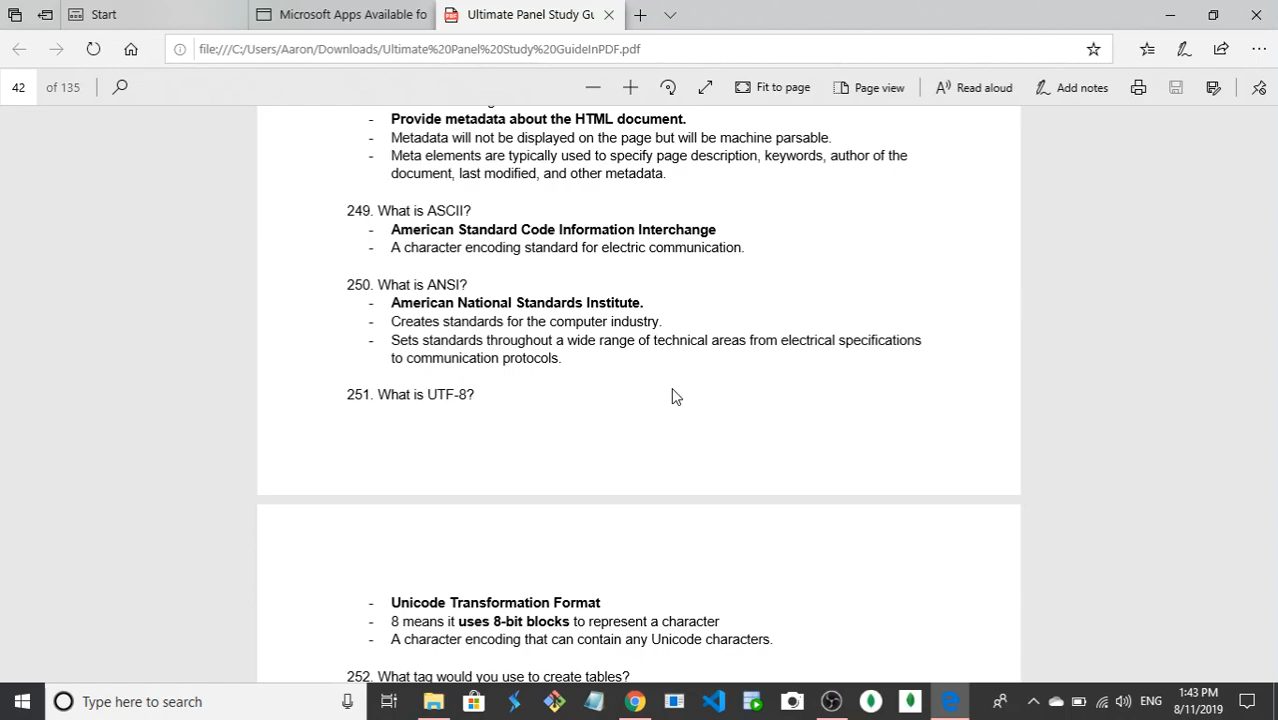 Start
Microsoft Apps Available fo
Ultimate Panel Study Gu
file:///C:/Users/Aaron/Downloads/Ultimate%20Panel%20Study%20GuideInPDF.pdf
42 of 135
Fit to page
Page view
Read aloud
Add notes
- Provide metadata about the HTML document.
- Metadata will not be displayed on the page but will be machine parsable.
- Meta elements are typically used to specify page description, keywords, author of the
document, last modified, and other metadata.
249. What is ASCII?
- American Standard Code Information Interchange
- A character encoding standard for electric communication.
250. What is ANSI?
- American National Standards Institute.
- Creates standards for the computer industry.
- Sets standards throughout a wide range of technical areas from electrical specifications
to communication protocols.
251. What is UTF-8?
- Unicode Transformation Format
- 8 means it uses 8-bit blocks to represent a character
- A character encoding that can contain any Unicode characters.
252. What tag would you use to create tables?
Type here to search
ENG
1:43 PM
8/11/2019